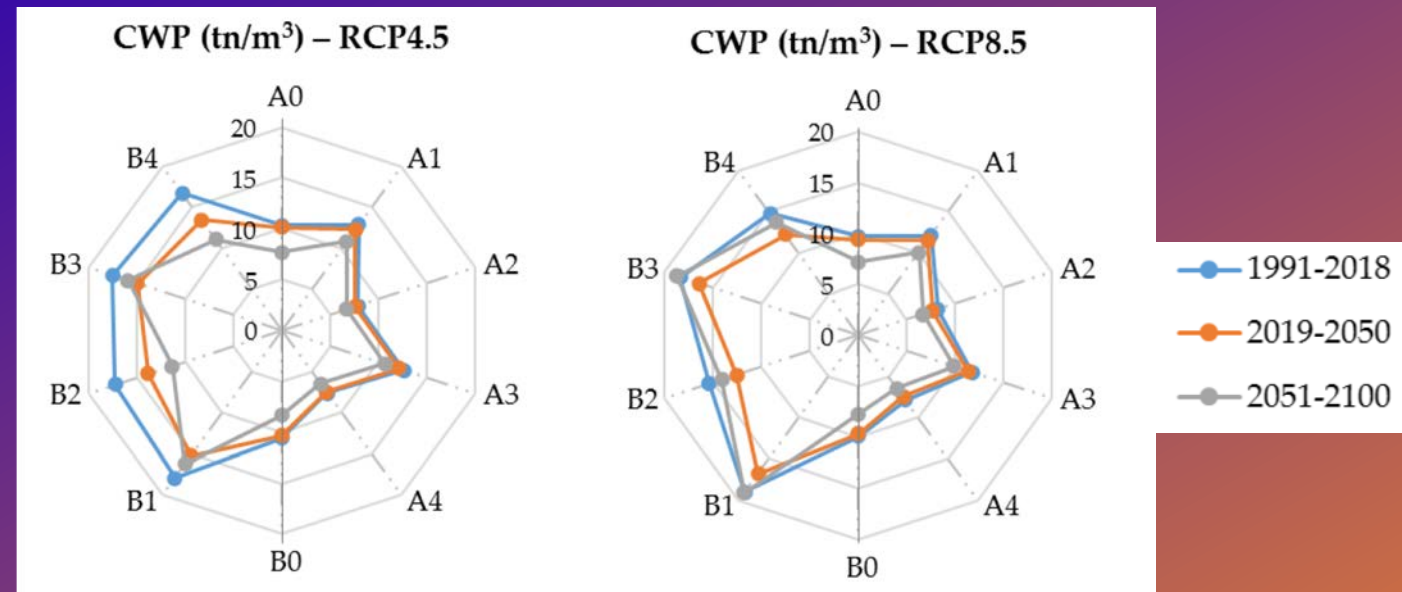 CWP (tn/m³) – RCP4.5
A0
20
B4
A1
15
10
B3
A2
5
0
B2
A3
B1
A4
B0
CWP (tn/m³) – RCP8.5
A0
20
B4
A1
15
10
B3
A2
5
0
B2
A3
B1
A4
B0
1991-2018
2019-2050
2051-2100